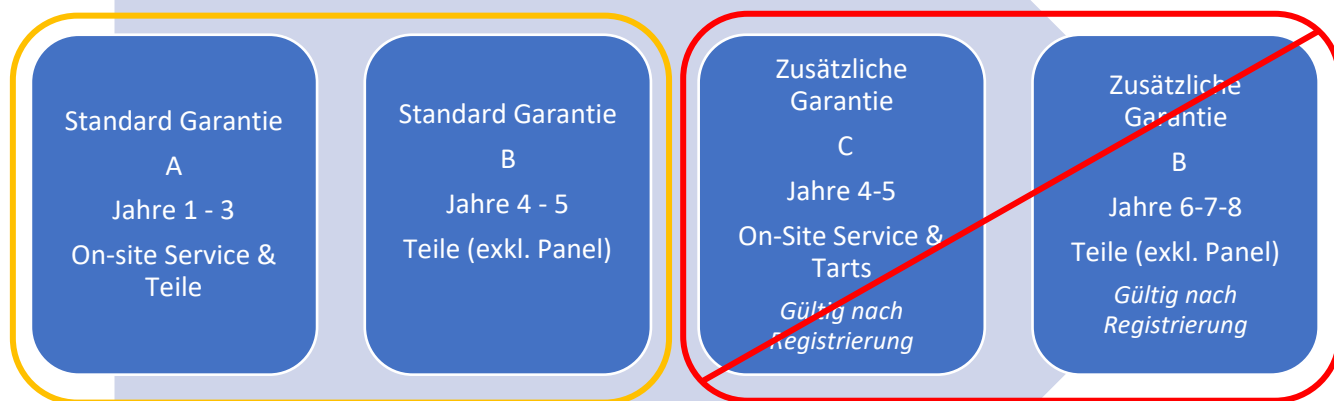 Standard Garantie
A
Jahre 1 - 3
On-site Service &
Teile
Standard Garantie
B
Jahre 4 - 5
Teile (exkl. Panel)
Zusätzliche
Garantie
C
Jahre 4-5
On-Site Service &
Tarts
Gültig nach
Registrierung
Zusätzliche
Garantie
B
Jahre 6-7-8
Teile (exkl. Panel)
Gültig nach
Registrierung